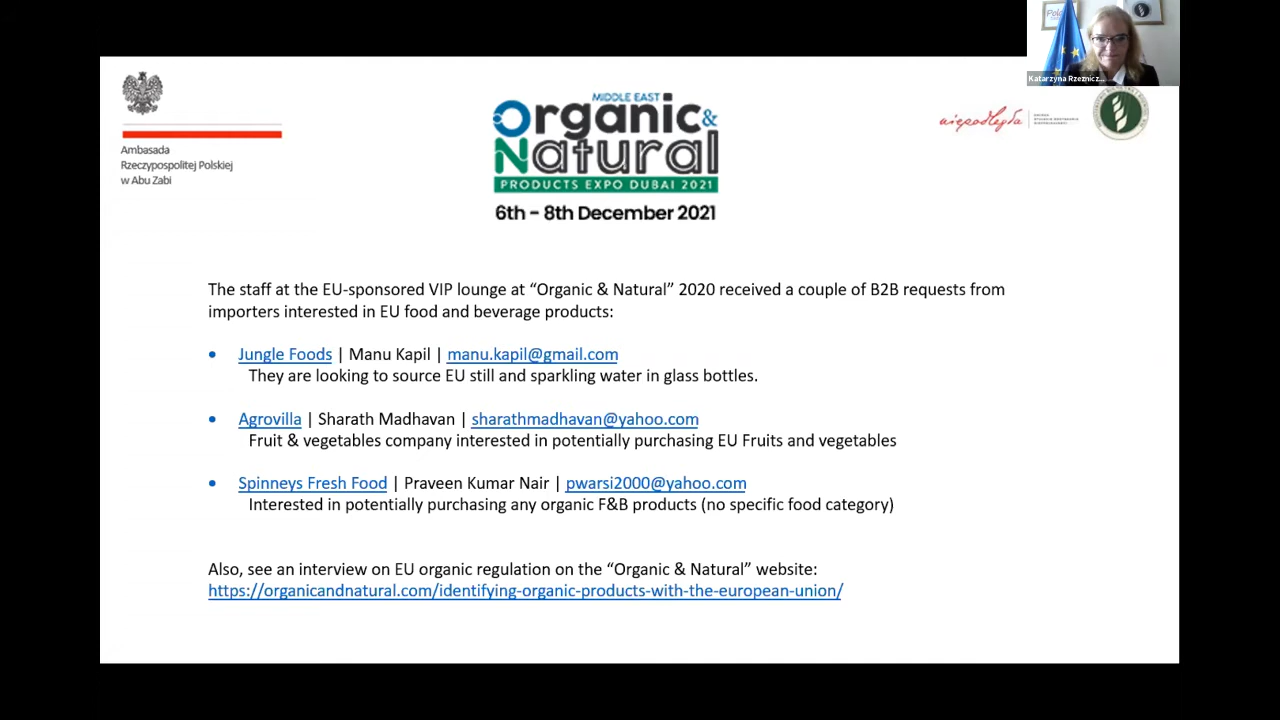 Katarzyna Rzeznicz...
Ambasada
Rzeczypospolitej Polskiej
w Abu Zabi
MIDDLE EAST
Organic &
Natural
PRODUCTS EXPO DUBAI 2021
6th - 8th December 2021
niepodległa
The staff at the EU-sponsored VIP lounge at “Organic & Natural” 2020 received a couple of B2B requests from
importers interested in EU food and beverage products:
• Jungle Foods | Manu Kapil | manu.kapil@gmail.com
They are looking to source EU still and sparkling water in glass bottles.
• Agrovilla | Sharath Madhavan | sharathmadhavan@yahoo.com
Fruit & vegetables company interested in potentially purchasing EU Fruits and vegetables
• Spinneys Fresh Food | Praveen Kumar Nair | pwarsi2000@yahoo.com
Interested in potentially purchasing any organic F&B products (no specific food category)
Also, see an interview on EU organic regulation on the “Organic & Natural” website:
https://organicandnatural.com/identifying-organic-products-with-the-european-union/